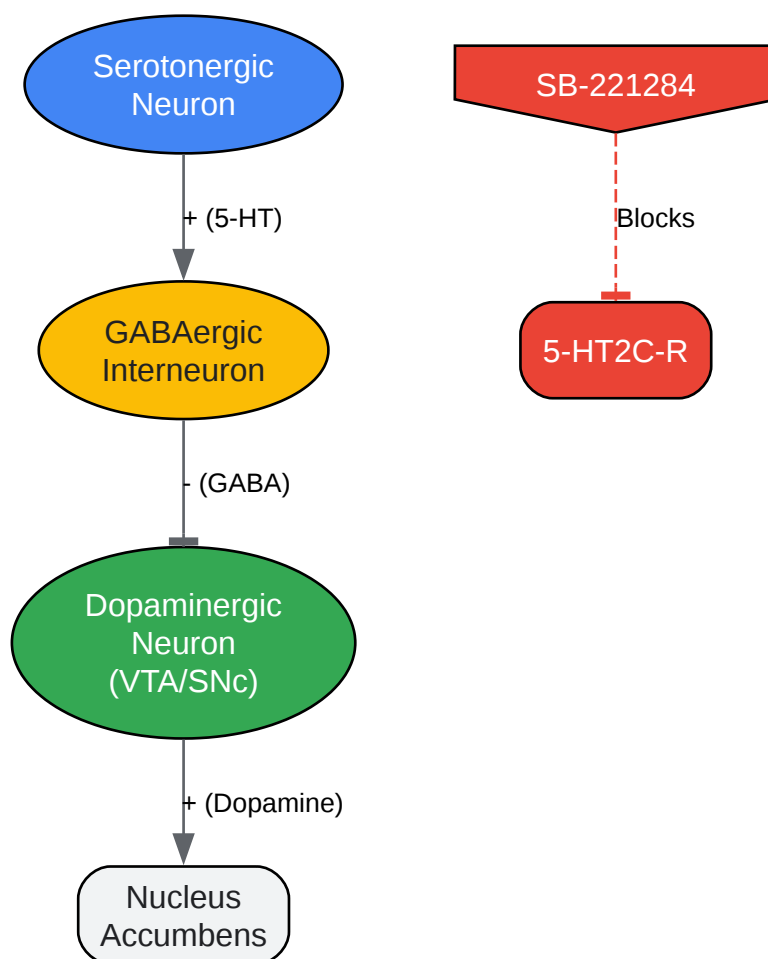 Serotonergic
Neuron
SB-221284
+ (5-HT)
Blocks
GABAergic
Interneuron
5-HT2C-R
- (GABA)
Dopaminergic
Neuron
(VTA/SNc)
+ (Dopamine)
Nucleus
Accumbens